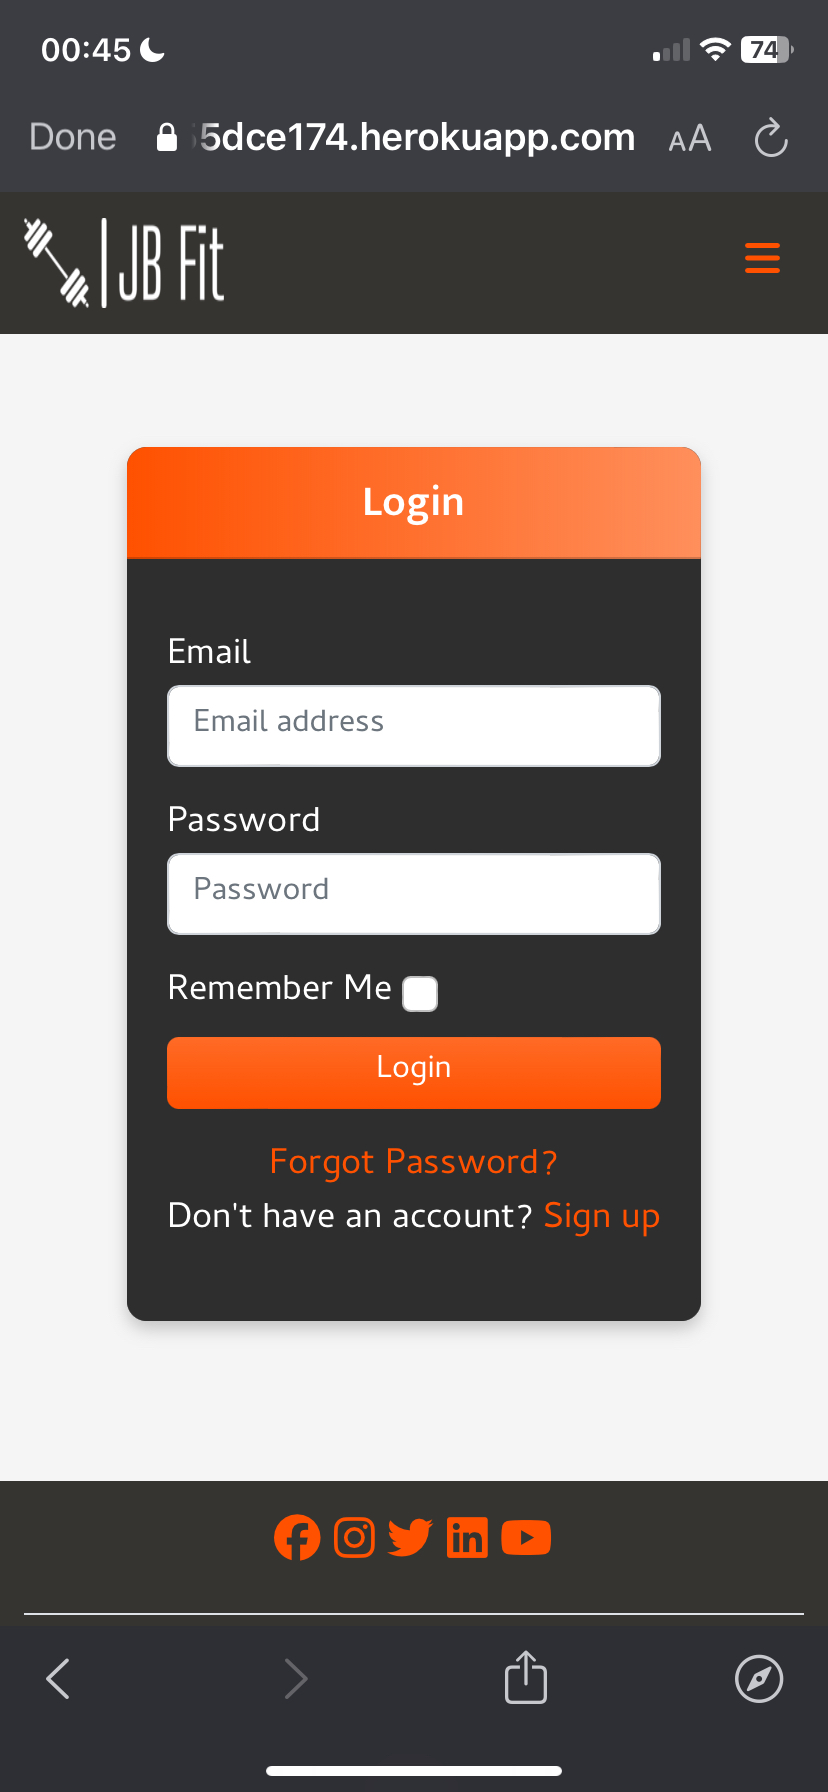 00:45
74
Done
5dce174.herokuapp.com
AA
JB Fit
Login
Email
Email address
Password
Password
Remember Me
Login
Forgot Password?
Don't have an account? Sign up